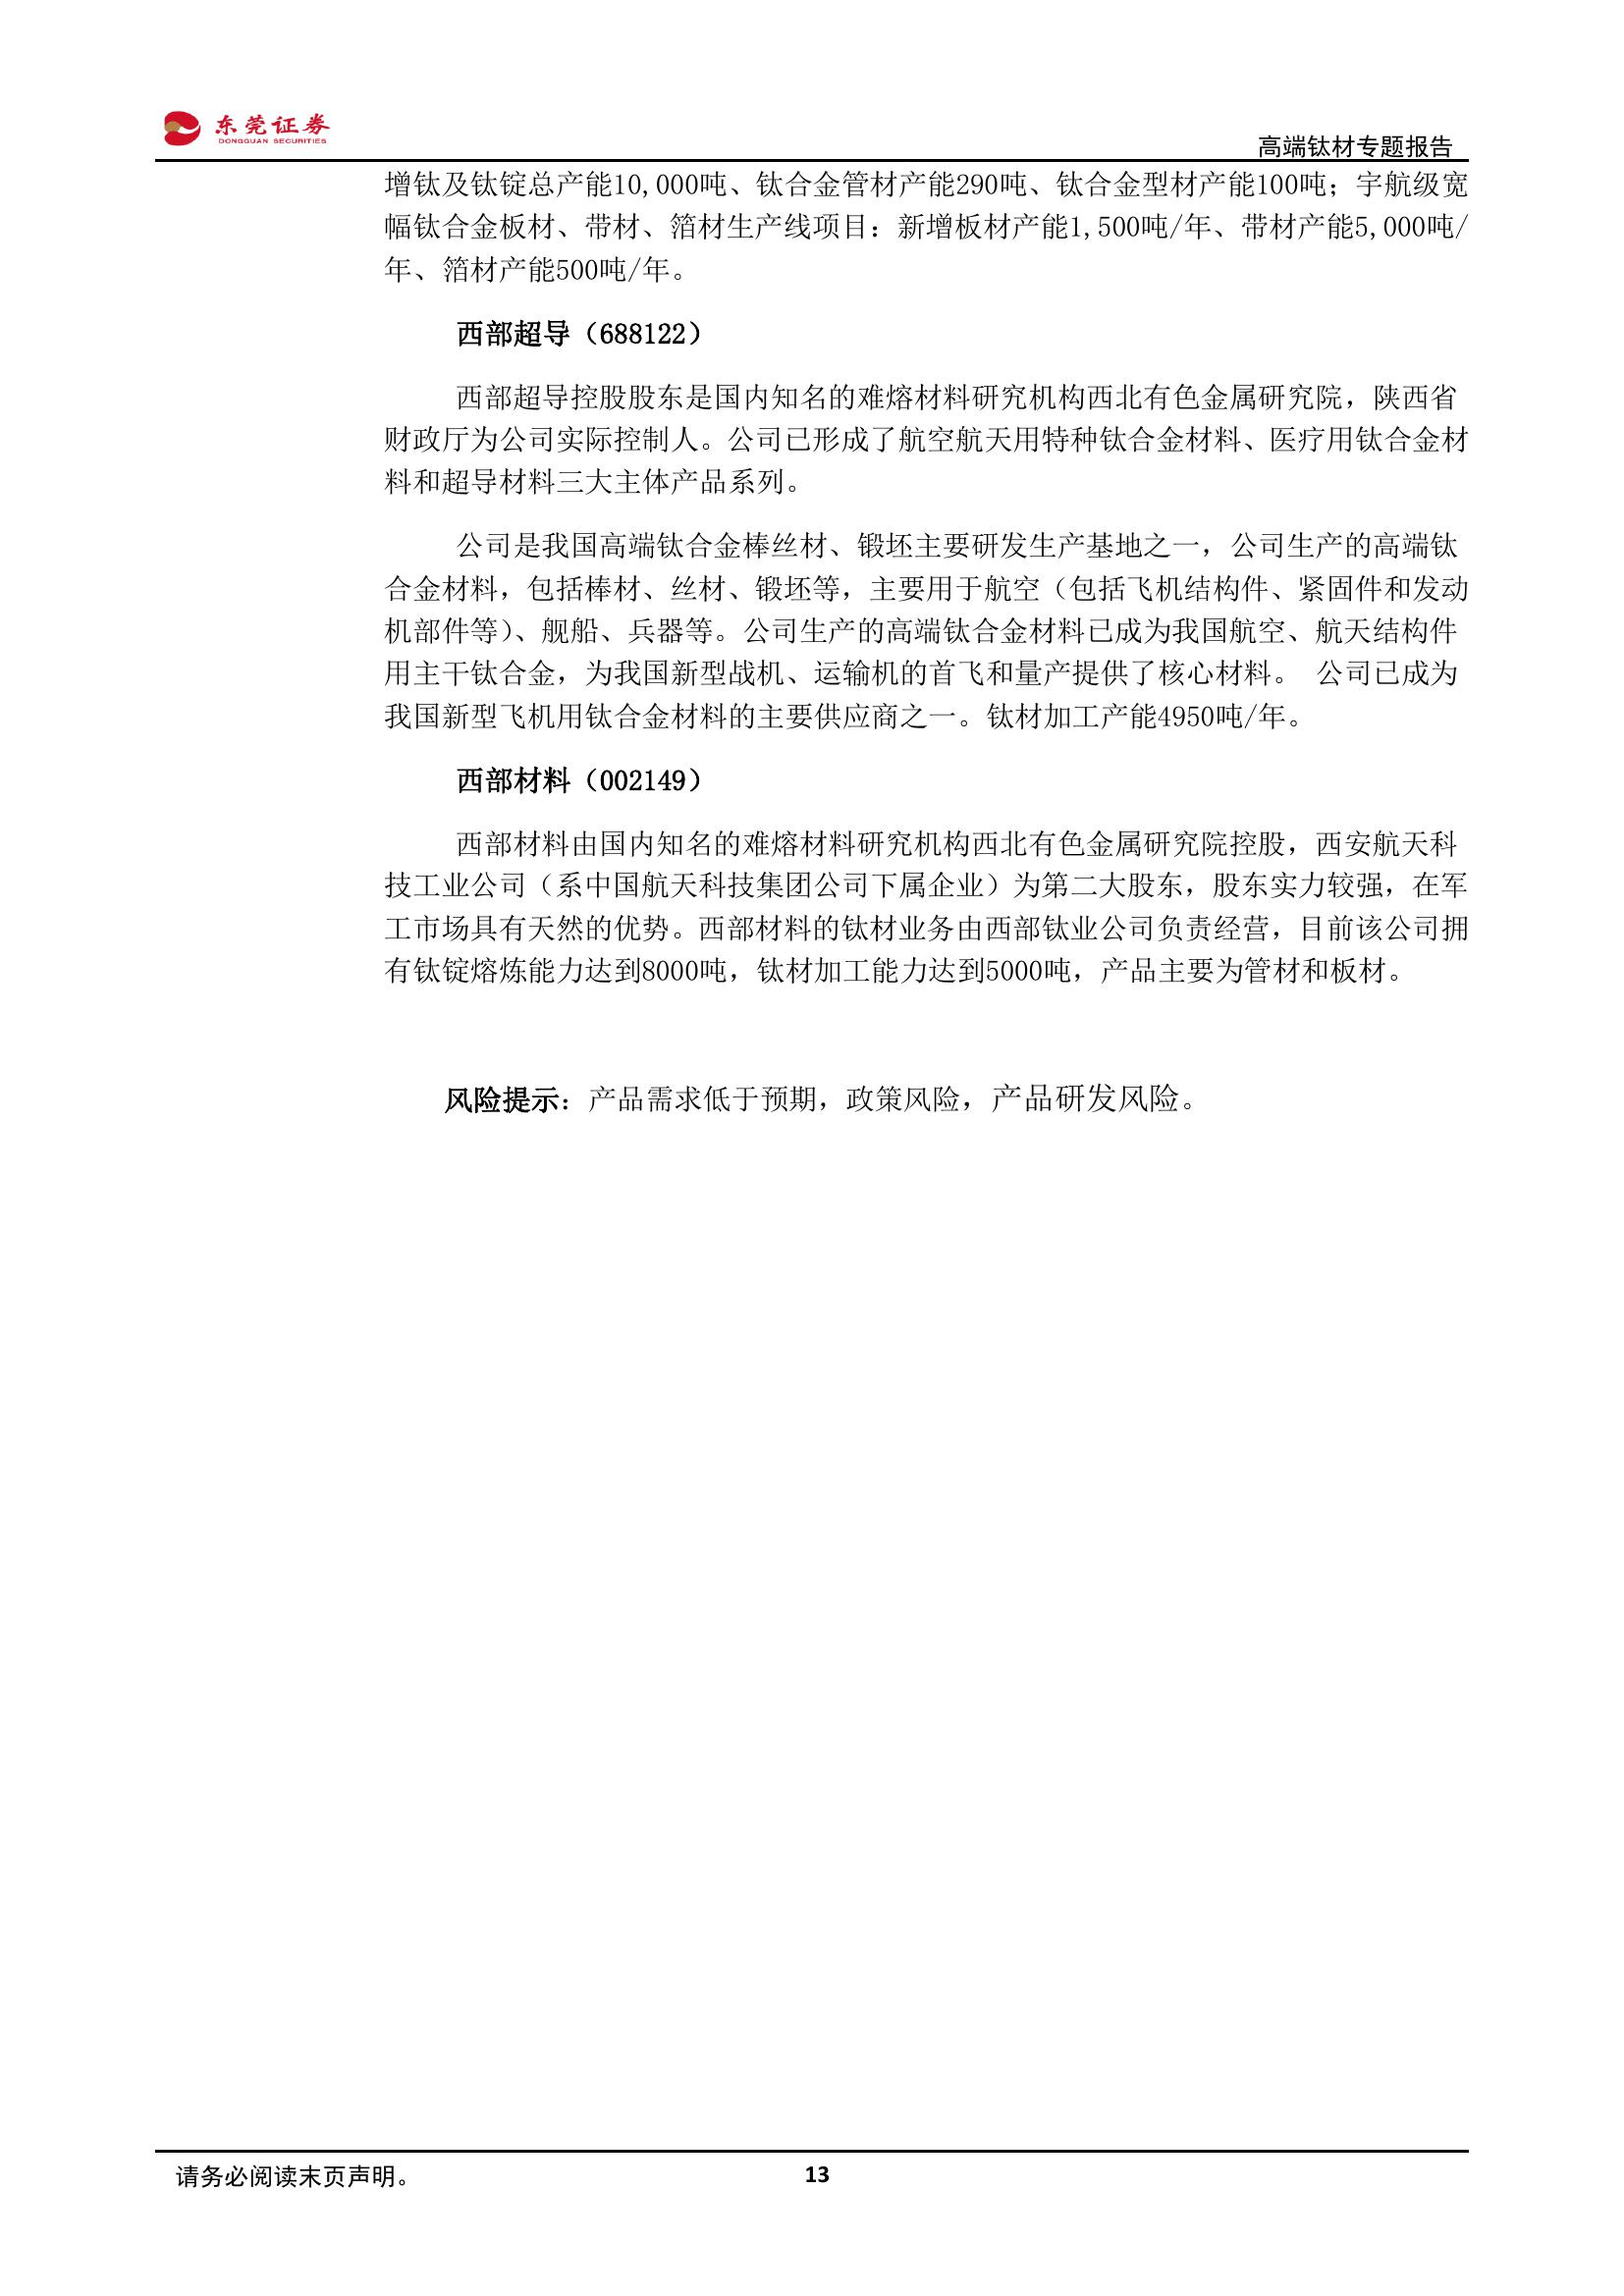 东莞证券
DONGGUAN SECURITIES
高端钛材专题报告
增钛及钛锭总产能10,000吨、钛合金管材产能290吨、钛合金型材产能100吨；宇航级宽
幅钛合金板材、带材、箔材生产线项目：新增板材产能1,500吨/年、带材产能5,000吨/
年、箔材产能500吨/年。
西部超导（688122）
西部超导控股股东是国内知名的难熔材料研究机构西北有色金属研究院，陕西省
财政厅为公司实际控制人。公司已形成了航空航天用特种钛合金材料、医疗用钛合金材
料和超导材料三大主体产品系列。
公司是我国高端钛合金棒丝材、锻坯主要研发生产基地之一，公司生产的高端钛
合金材料，包括棒材、丝材、锻坯等，主要用于航空（包括飞机结构件、紧固件和发动
机部件等）、舰船、兵器等。公司生产的高端钛合金材料已成为我国航空、航天结构件
用主干钛合金，为我国新型战机、运输机的首飞和量产提供了核心材料。 公司已成为
我国新型飞机用钛合金材料的主要供应商之一。钛材加工产能4950吨/年。
西部材料（002149）
西部材料由国内知名的难熔材料研究机构西北有色金属研究院控股，西安航天科
技工业公司（系中国航天科技集团公司下属企业）为第二大股东，股东实力较强，在军
工市场具有天然的优势。西部材料的钛材业务由西部钛业公司负责经营，目前该公司拥
有钛锭熔炼能力达到8000吨，钛材加工能力达到5000吨，产品主要为管材和板材。
风险提示：产品需求低于预期，政策风险，产品研发风险。
请务必阅读末页声明。
13